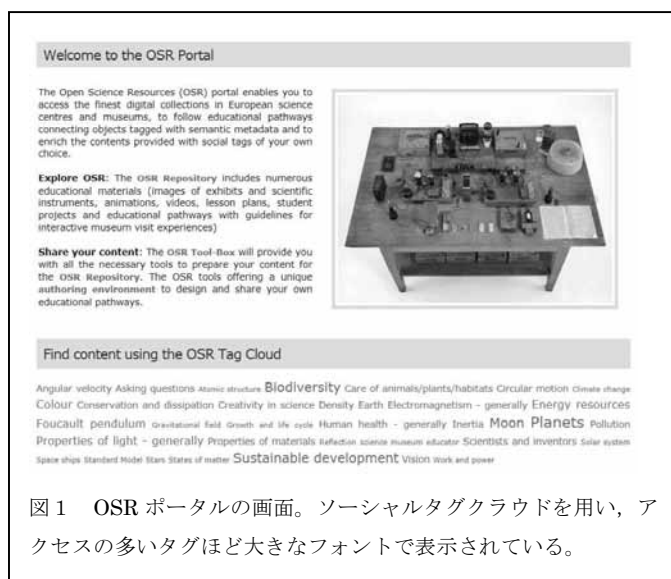 Welcome to the OSR Portal
The Open Science Resources (OSR) portal enables you to
access the finest digital collections in European science
centres and museums, to follow educational pathways
connecting objects tagged with semantic metadata and to
enrich the contents provided with social tags of your own
choice.
Explore OSR: The OSR Repository includes numerous
educational materials (images of exhibits and scientific
instruments, animations, videos, lesson plans, student
projects and educational pathways with guidelines for
interactive museum visit experiences)
Share your content: The OSR Tool-Box will provide you
with all the necessary tools to prepare your content for
the OSR Repository. The OSR tools offering a unique
authoring environment to design and share your own
educational pathways.
Find content using the OSR Tag Cloud
Angular velocity Asking questions Atomic structure Biodiversity Care of animals/plants/habitats Circular motion Climate change
Colour Conservation and dissipation Creativity in science Density Earth Electromagnetism - generally Energy resources
Foucault pendulum Gravitational field Growth and life cycle Human health - generally Inertia Moon Planets Pollution
Properties of light - generally Properties of materials Reflection science museum educator Scientists and inventors Solar system
Space ships Standard Model Stars States of matter Sustainable development Vision Work and power
図1 OSR ポータルの画面。ソーシャルタグクラウドを用い，ア
クセスの多いタグほど大きなフォントで表示されている。